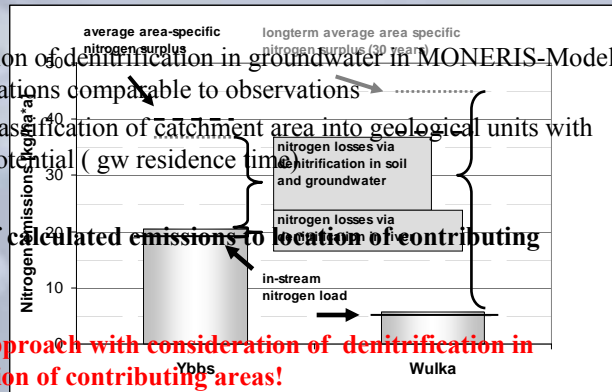 average area-specific
nitrogen surplus
longterm average area specific
nitrogen surplus (30 years)
on of denitrification in groundwater in MONERIS-Model
ations comparable to observations
assification of catchment area into geological units with
otential ( gw residence time)
f calculated emissions to location of contributing
pproach with consideration of denitrification in
ion of contributing areas!
Nitrogen emissions [kg/(ha*a)]
50
40
30
20
10
0
nitrogen losses via
denitrification in soil
and groundwater
nitrogen losses via
denitrification in river
in-stream
nitrogen load
Ybbs
Wulka